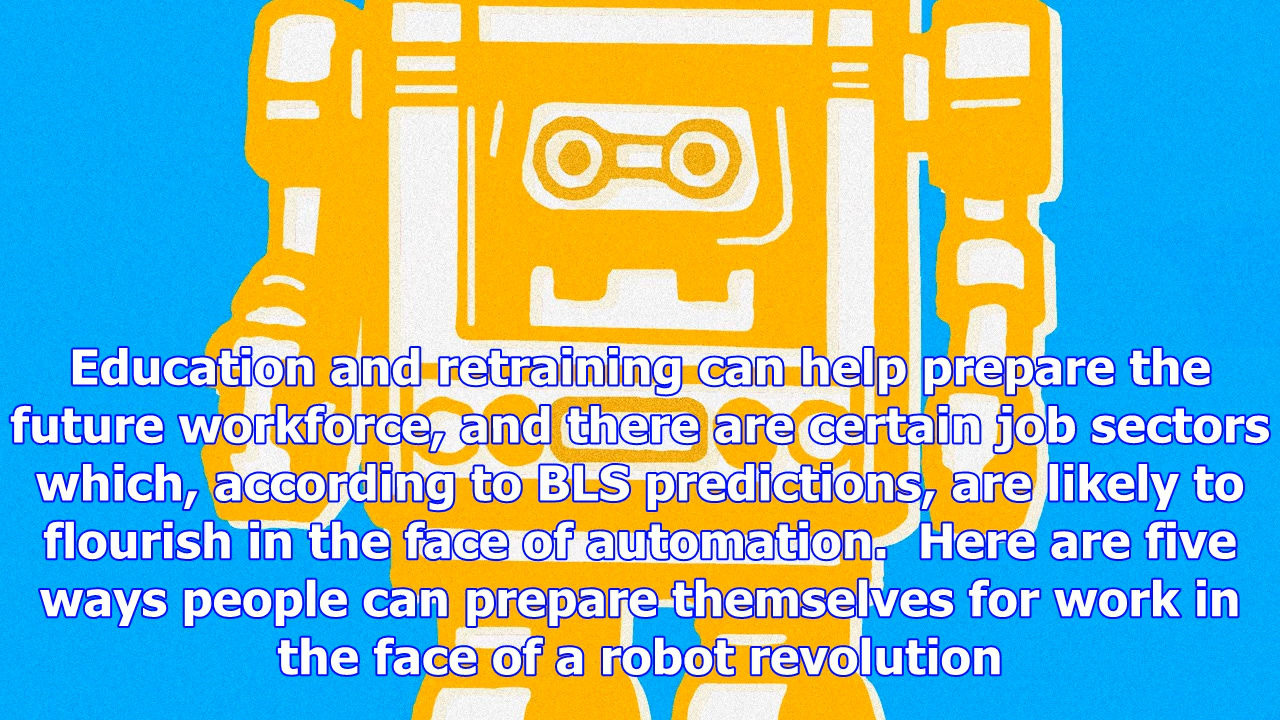 Education and retraining can help prepare the
future workforce, and there are certain job sectors
which, according to BLS predictions, are likely to
flourish in the face of automation.  Here are five
ways people can prepare themselves for work in
the face of a robot revolution